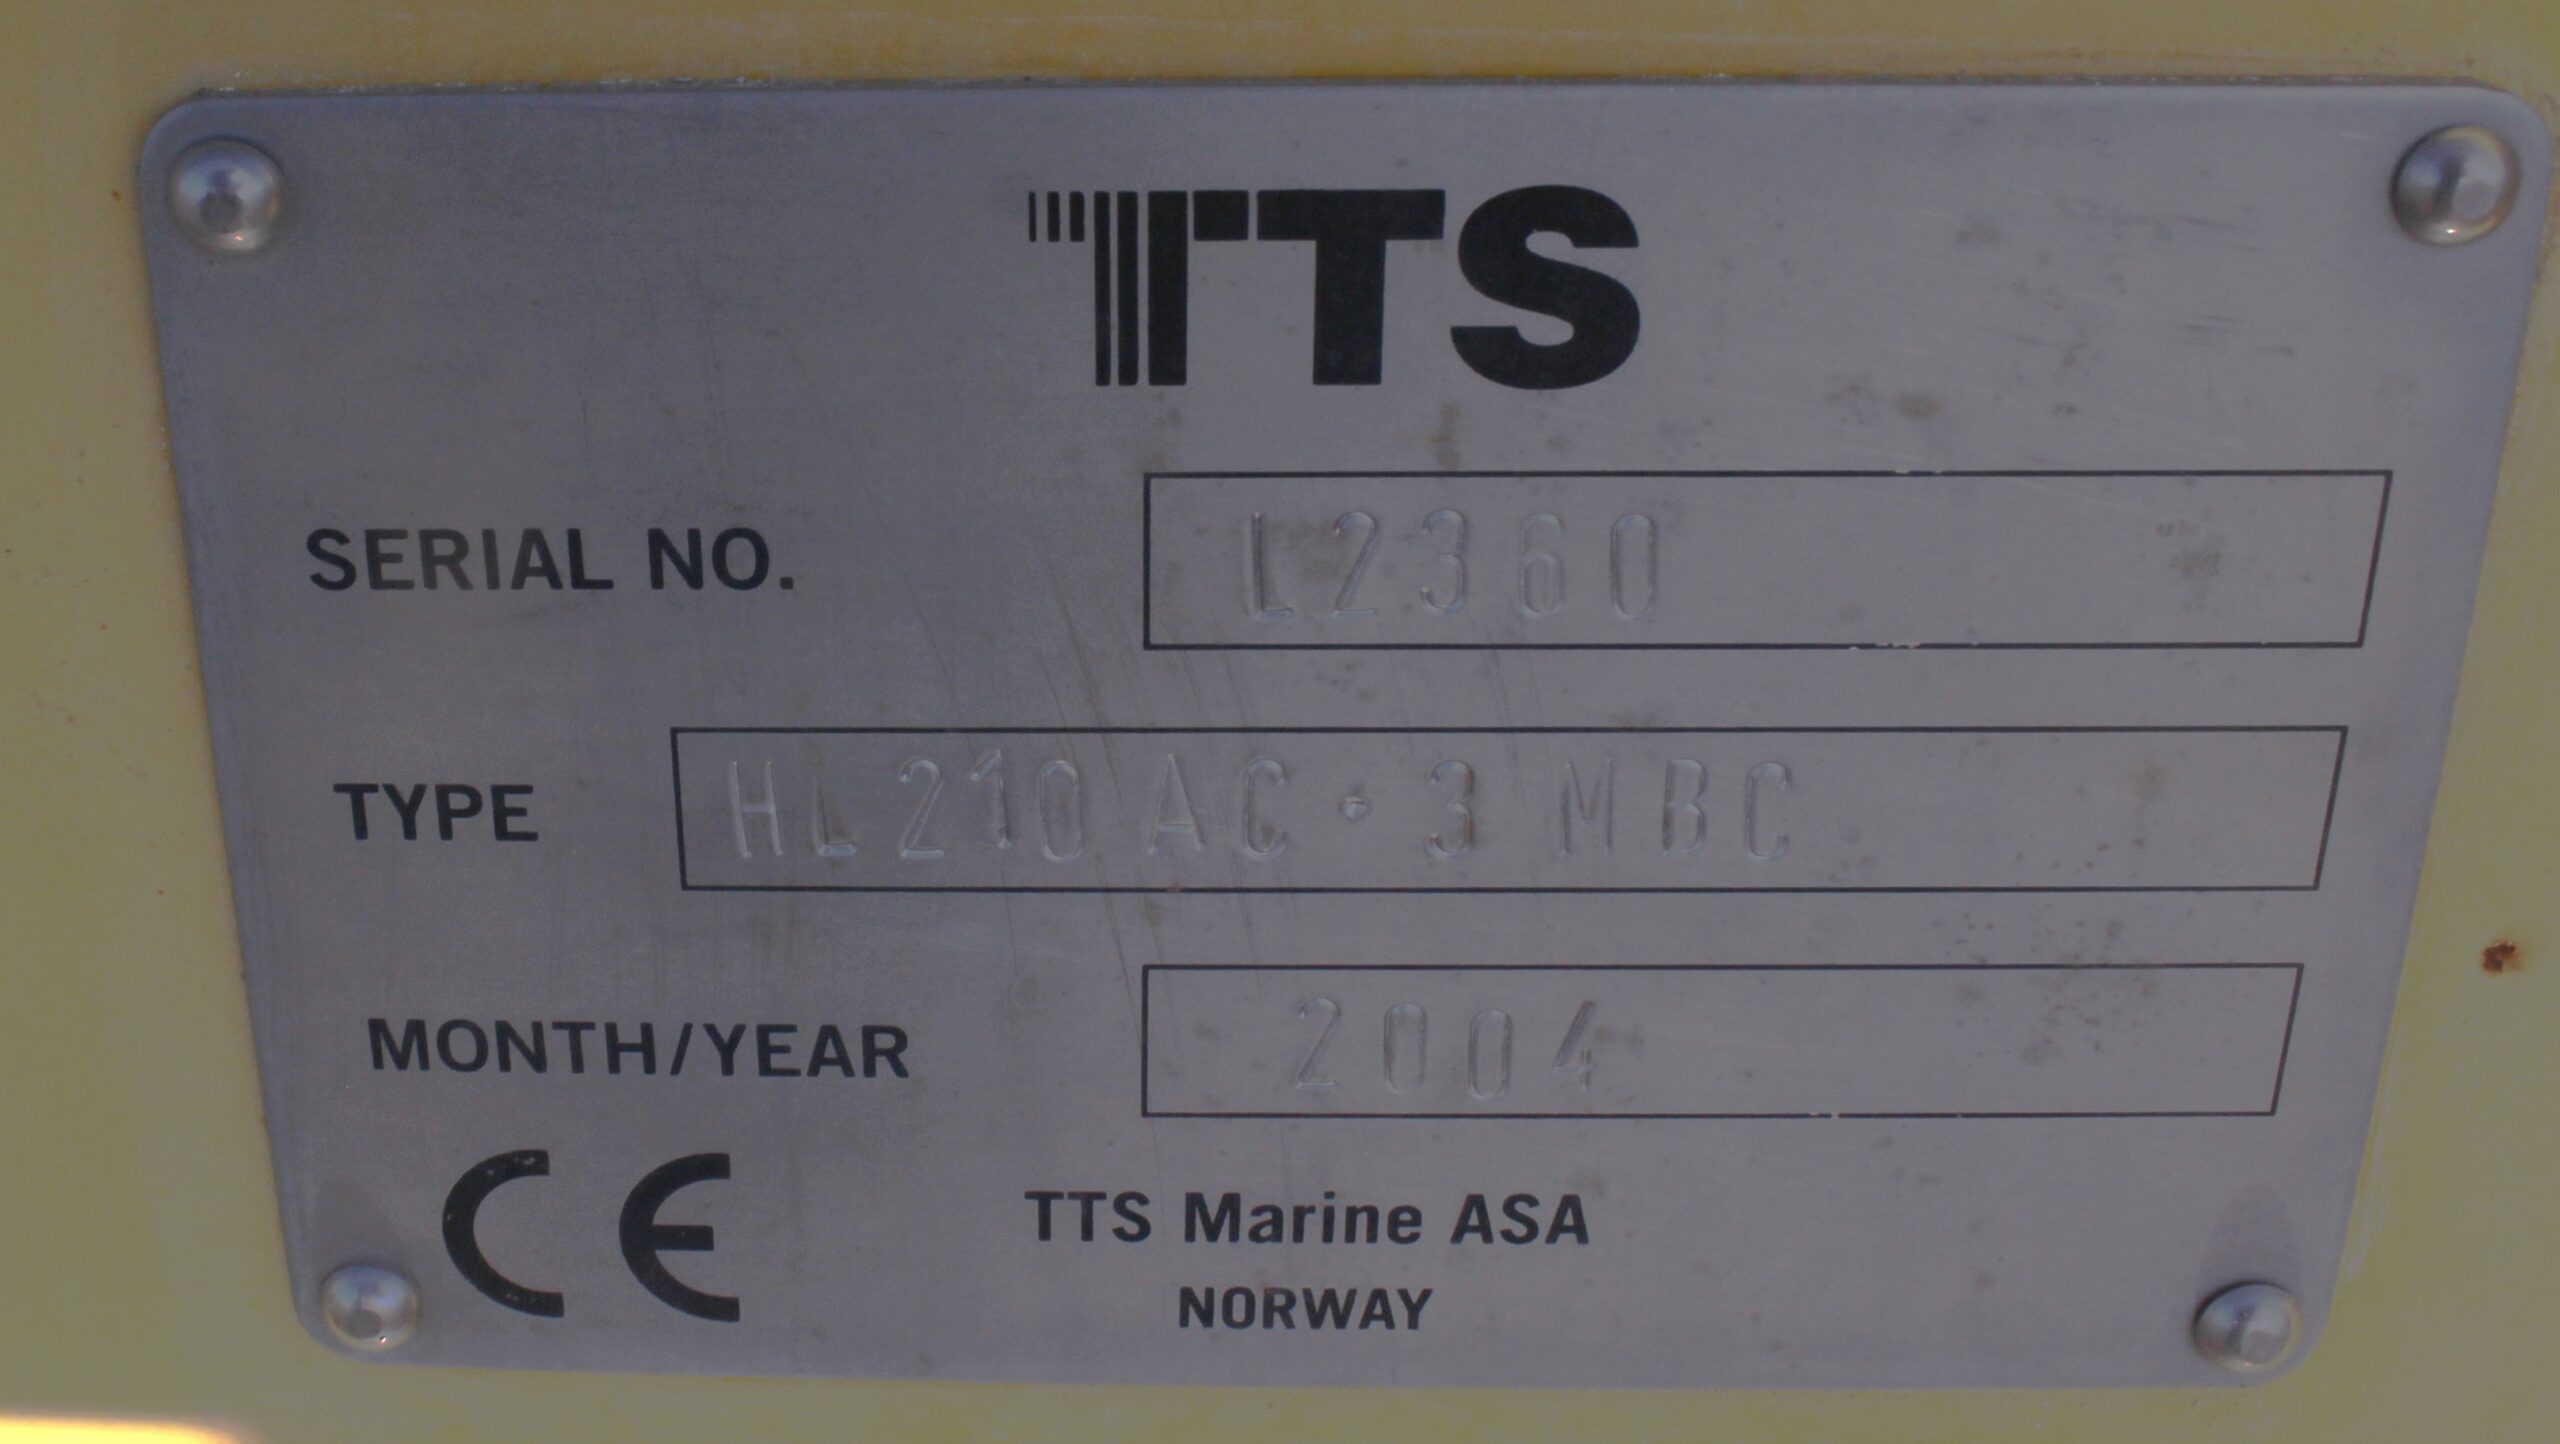 TTS
SERIAL NO. L2360
TYPE HL210AC·3MBC
MONTH/YEAR 2004
CE
TTS Marine ASA
NORWAY